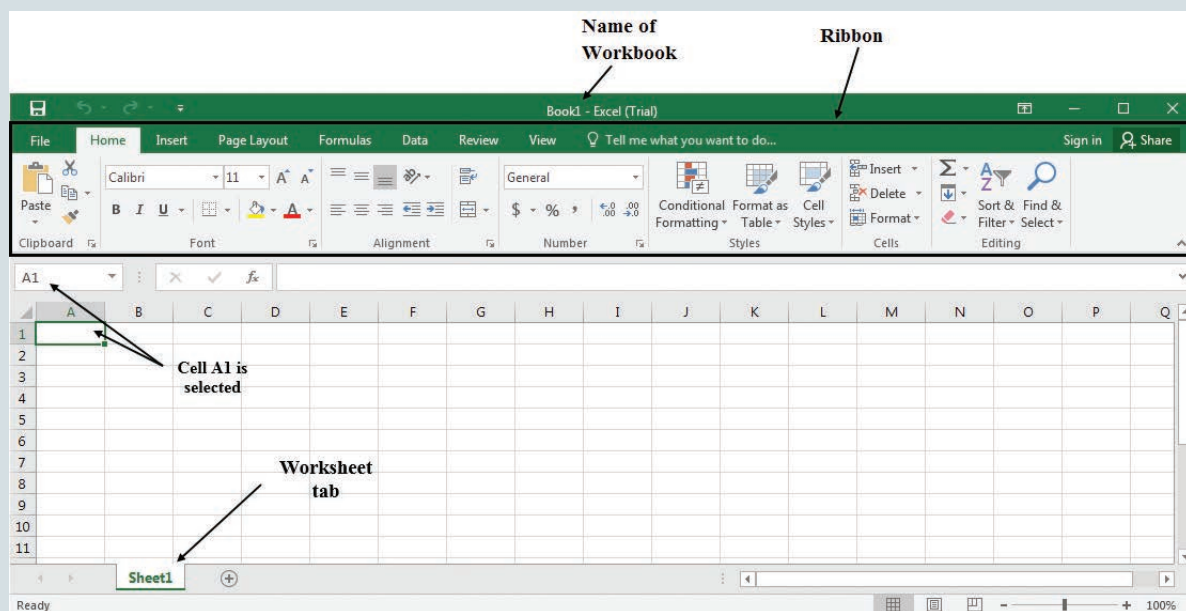 Name of
Workbook
Ribbon
Book1 - Excel (Trial)
File Home Insert Page Layout Formulas Data Review View Tell me what you want to do... Sign in Share
Calibri 11 A A General Insert
Delete
Paste B I U A $ % , .00 .00 Conditional Format as Cell Format Sort & Find &
Formatting Table Styles Filter Select
Clipboard Font Alignment Number Styles Cells Editing
A1 fx
A B C D E F G H I J K L M N O P Q
1
2
3
4
5
6
7
8
9
10
11
Cell A1 is
selected
Worksheet
tab
Sheet1
Ready 100%